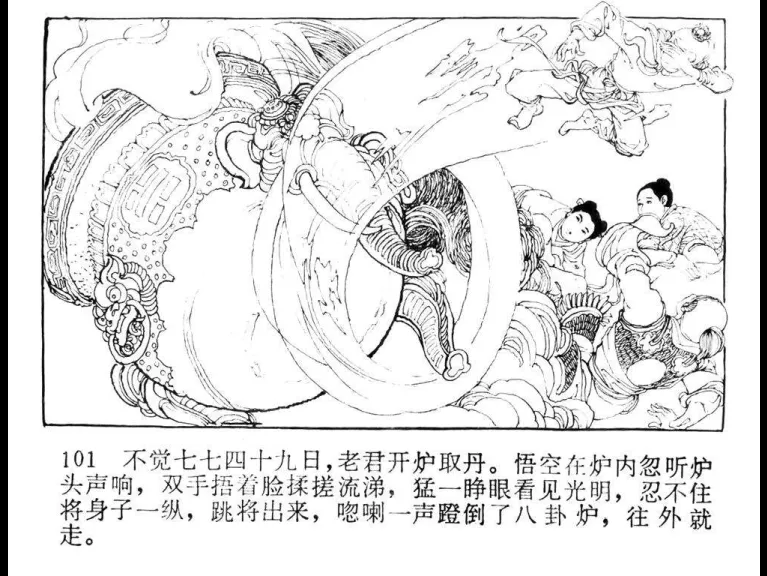 101 不觉七七四十九日，老君开炉取丹。悟空在炉内忽听炉
头声响，双手捂着脸揉搓流涕，猛一睁眼看见光明，忍不住
将身子一纵，跳将出来，唿喇一声蹬倒了八卦炉，往外就
走。